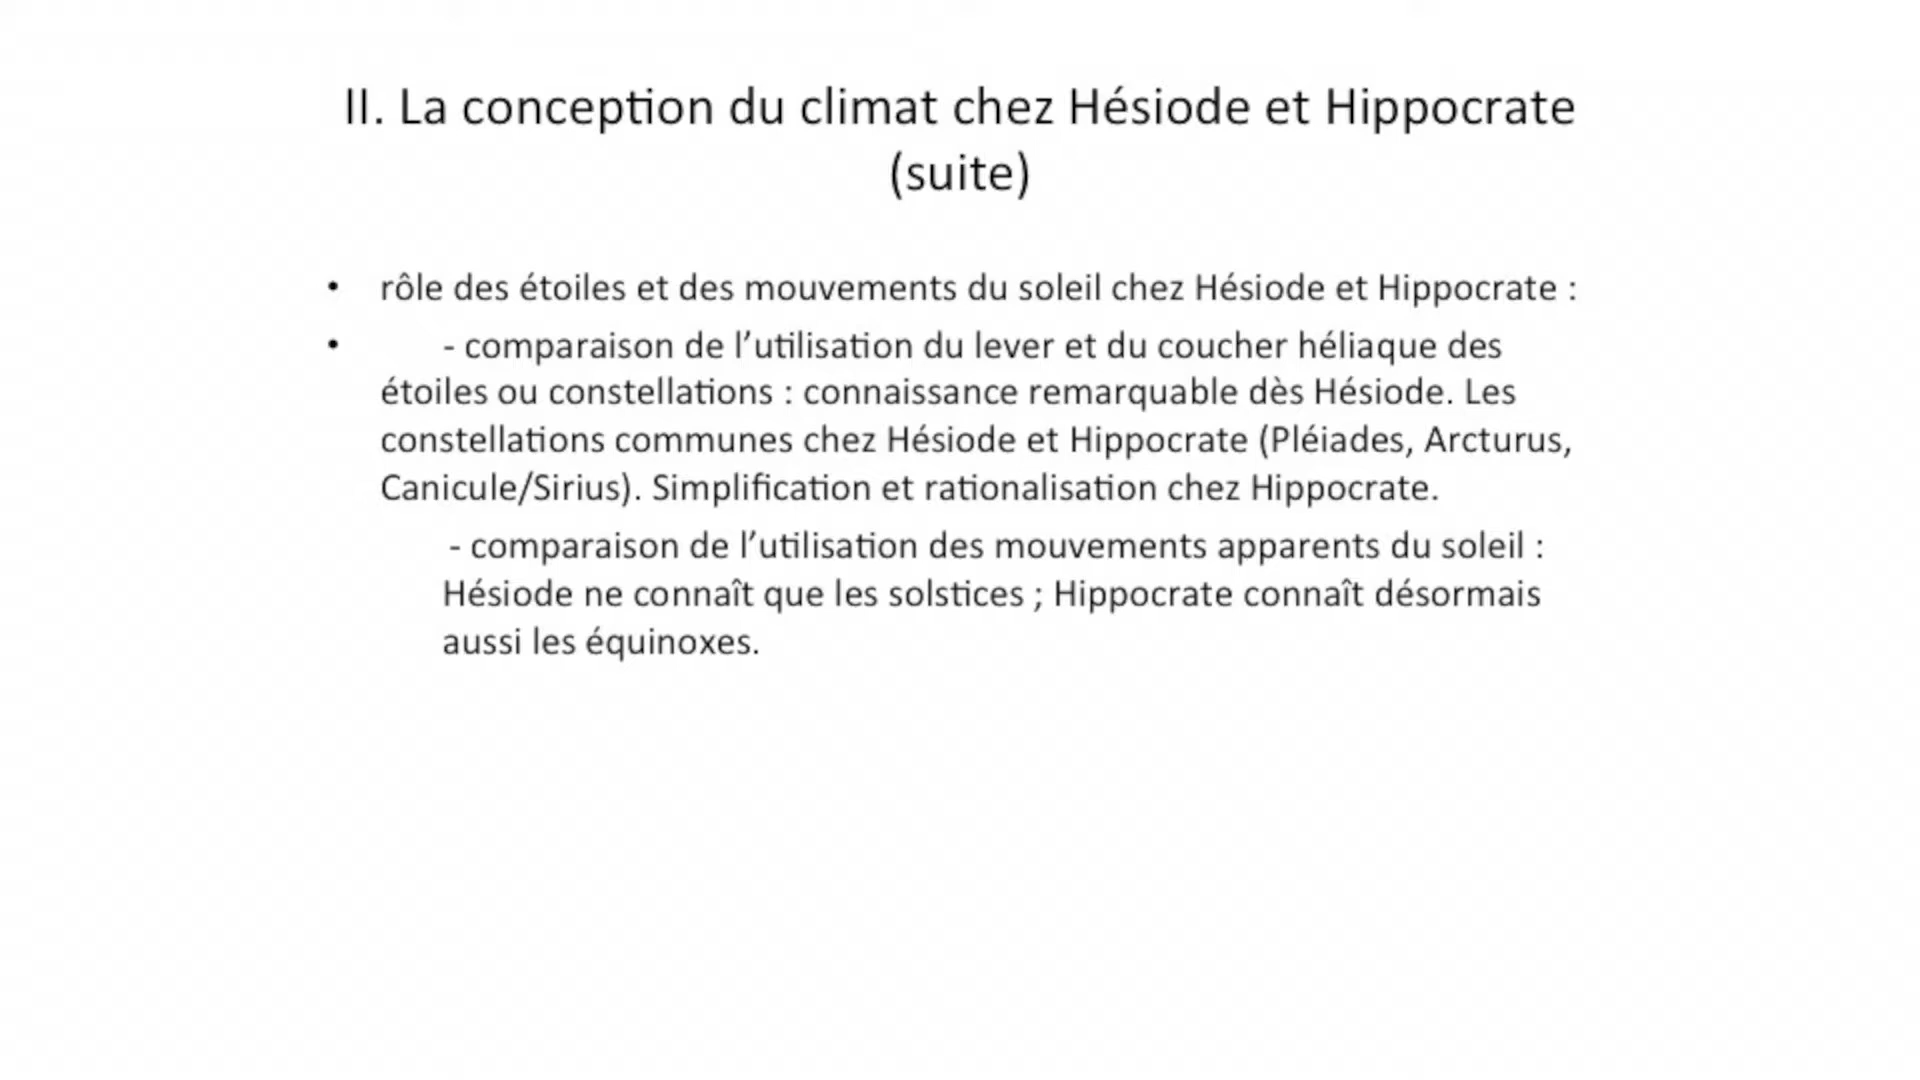 II. La conception du climat chez Hésiode et Hippocrate
(suite)
• rôle des étoiles et des mouvements du soleil chez Hésiode et Hippocrate :
• - comparaison de l’utilisation du lever et du coucher héliaque des
étoiles ou constellations : connaissance remarquable dès Hésiode. Les
constellations communes chez Hésiode et Hippocrate (Pléiades, Arcturus,
Canicule/Sirius). Simplification et rationalisation chez Hippocrate.
- comparaison de l’utilisation des mouvements apparents du soleil :
Hésiode ne connaît que les solstices ; Hippocrate connaît désormais
aussi les équinoxes.